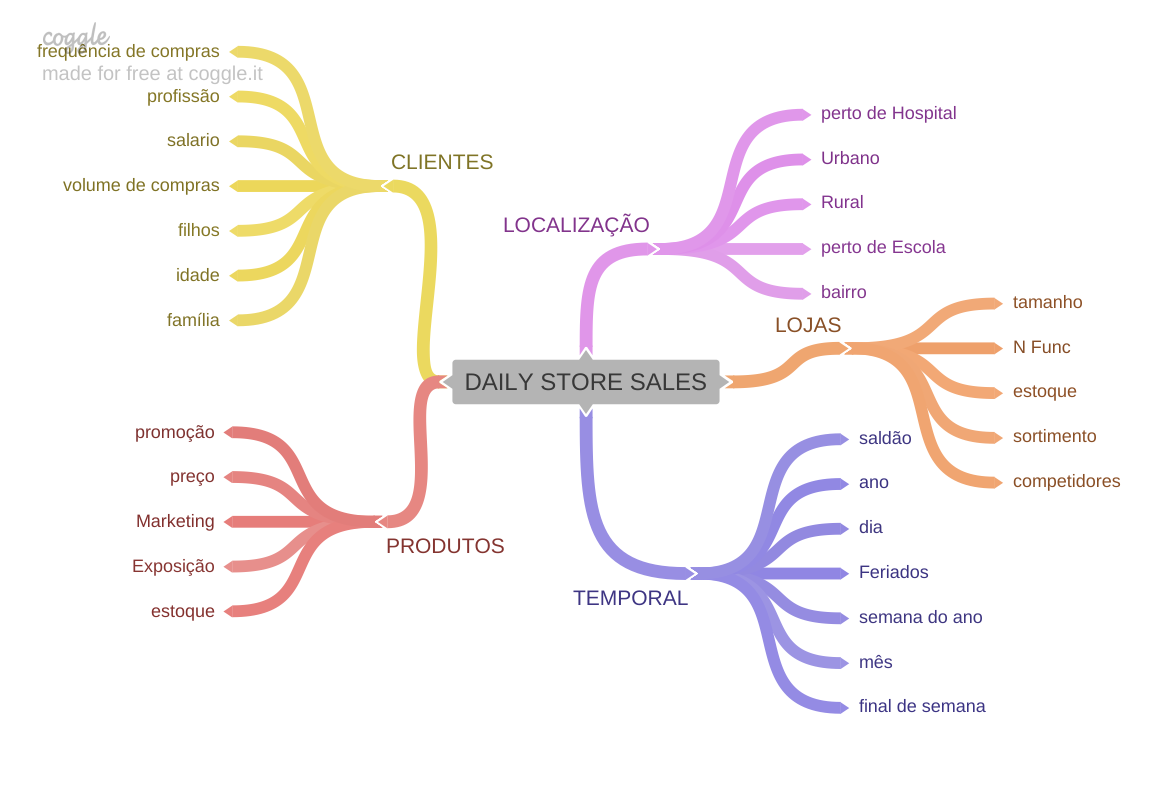 coggle
made for free at coggle.it
CLIENTES
frequência de compras
profissão
salario
volume de compras
filhos
idade
família
LOCALIZAÇÃO
perto de Hospital
Urbano
Rural
perto de Escola
bairro
LOJAS
tamanho
N Func
estoque
sortimento
competidores
DAILY STORE SALES
PRODUTOS
promoção
preço
Marketing
Exposição
estoque
TEMPORAL
saldão
ano
dia
Feriados
semana do ano
mês
final de semana